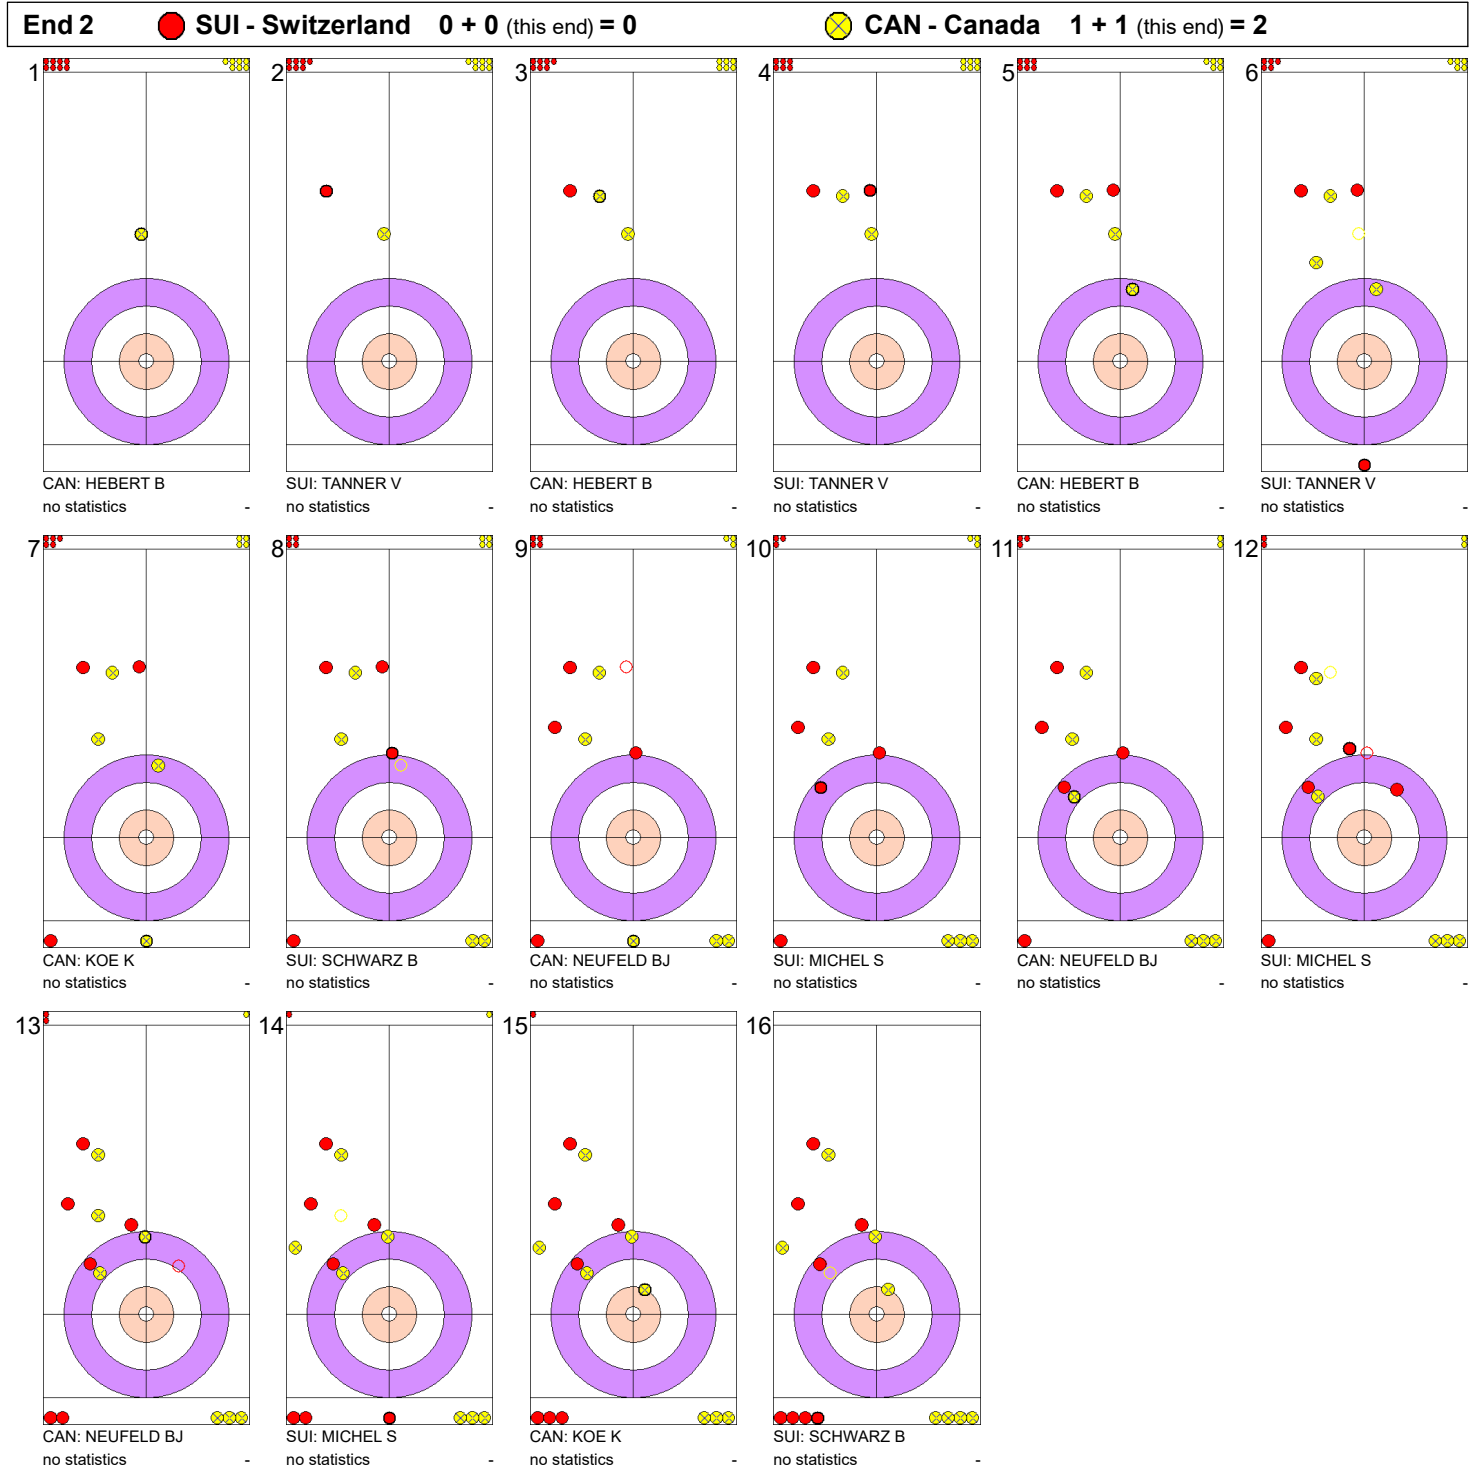 End 2 SUI - Switzerland 0 + 0 (this end) = 0 CAN - Canada 1 + 1 (this end) = 2
1 2 3 4 5 6
CAN: HEBERT B SUI: TANNER V CAN: HEBERT B SUI: TANNER V CAN: HEBERT B SUI: TANNER V
no statistics - no statistics - no statistics - no statistics - no statistics - no statistics -
7 8 9 10 11 12
CAN: KOE K SUI: SCHWARZ B CAN: NEUFELD BJ SUI: MICHEL S CAN: NEUFELD BJ SUI: MICHEL S
no statistics - no statistics - no statistics - no statistics - no statistics - no statistics -
13 14 15 16
CAN: NEUFELD BJ SUI: MICHEL S CAN: KOE K SUI: SCHWARZ B
no statistics - no statistics - no statistics - no statistics -